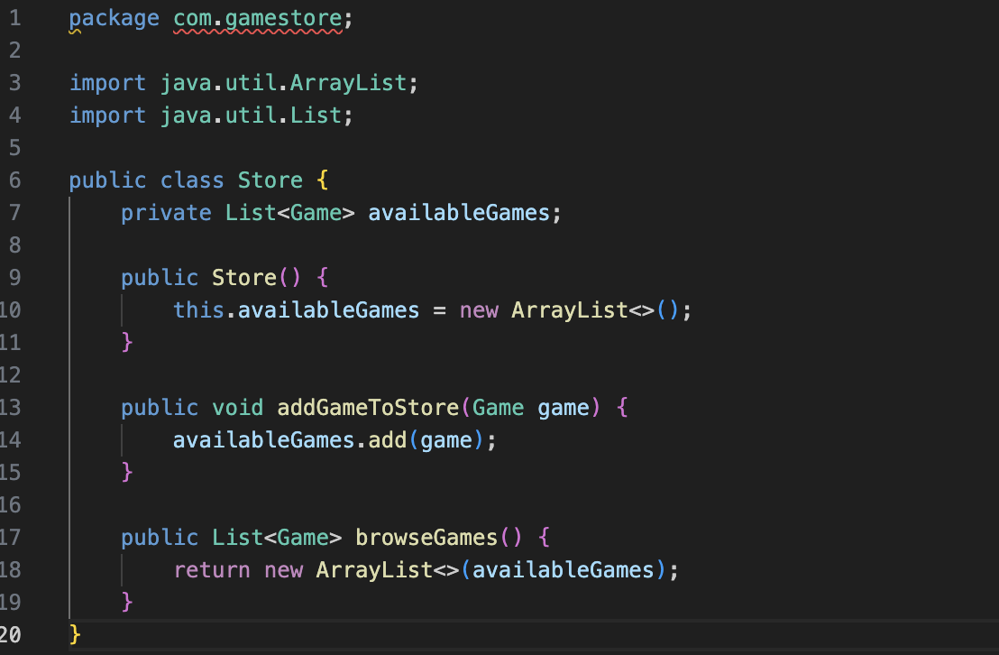 1 package com.gamestore;
2
3 import java.util.ArrayList;
4 import java.util.List;
5
6 public class Store {
7     private List<Game> availableGames;
8
9     public Store() {
10         this.availableGames = new ArrayList<>();
11     }
12
13     public void addGameToStore(Game game) {
14         availableGames.add(game);
15     }
16
17     public List<Game> browseGames() {
18         return new ArrayList<>(availableGames);
19     }
20 }